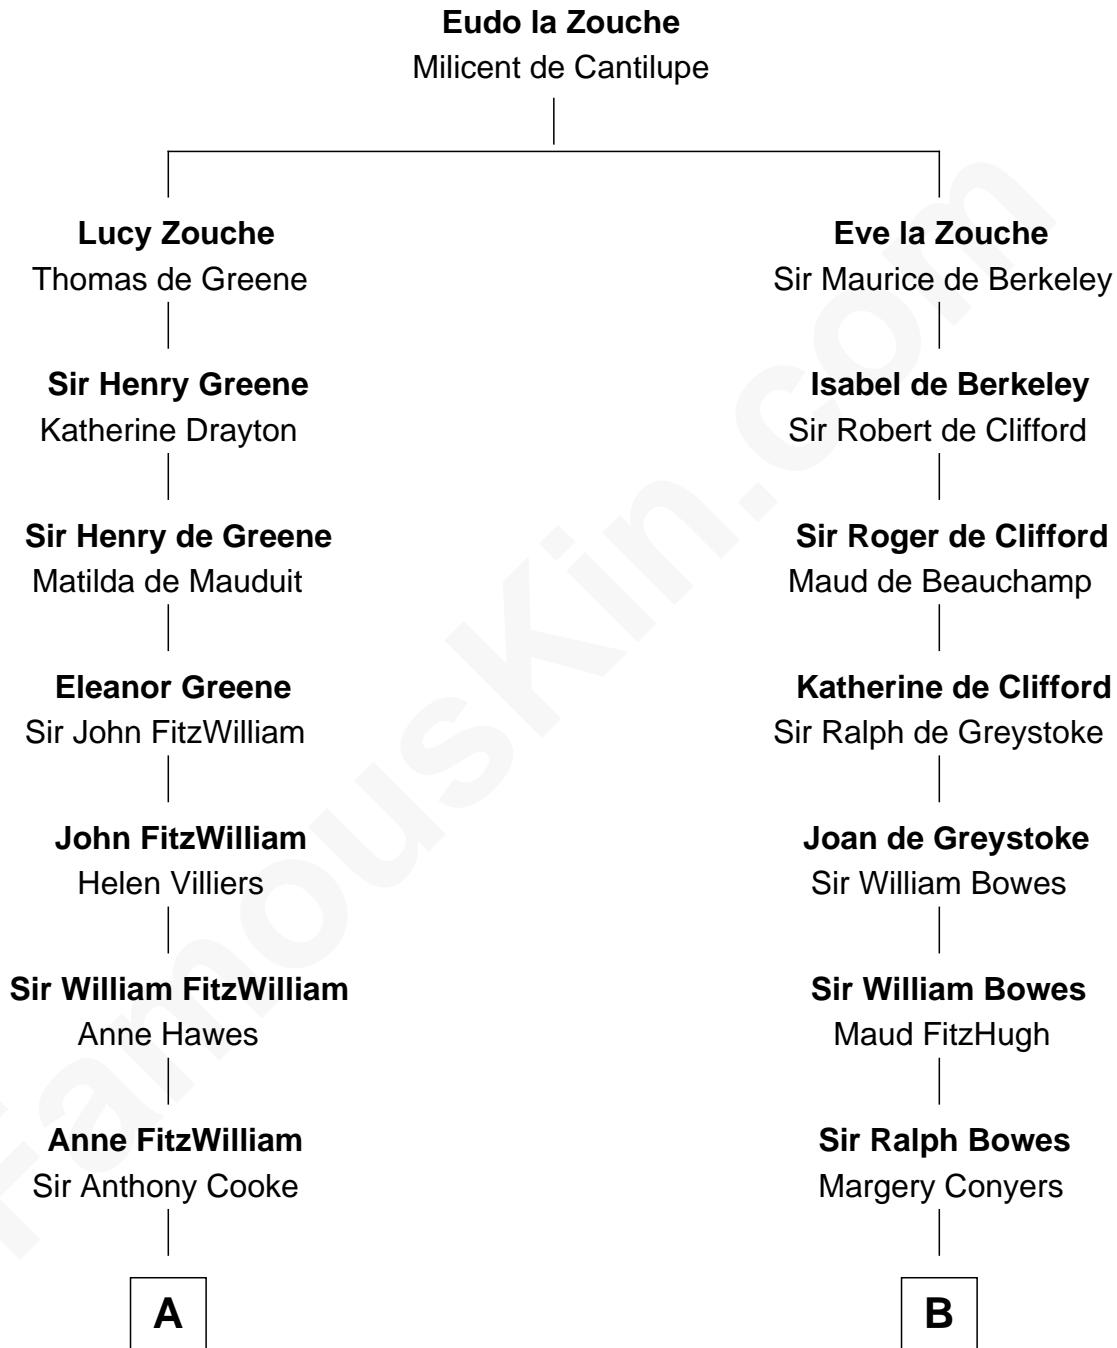 Eudo la Zouche
Milicent de Cantilupe
Lucy Zouche
Thomas de Greene
Eve la Zouche
Sir Maurice de Berkeley
Sir Henry Greene
Katherine Drayton
Isabel de Berkeley
Sir Robert de Clifford
Sir Henry de Greene
Matilda de Mauduit
Sir Roger de Clifford
Maud de Beauchamp
Eleanor Greene
Sir John FitzWilliam
Katherine de Clifford
Sir Ralph de Greystoke
John FitzWilliam
Helen Villiers
Joan de Greystoke
Sir William Bowes
Sir William FitzWilliam
Anne Hawes
Sir William Bowes
Maud FitzHugh
Anne FitzWilliam
Sir Anthony Cooke
Sir Ralph Bowes
Margery Conyers
A
B
FamousKin.com